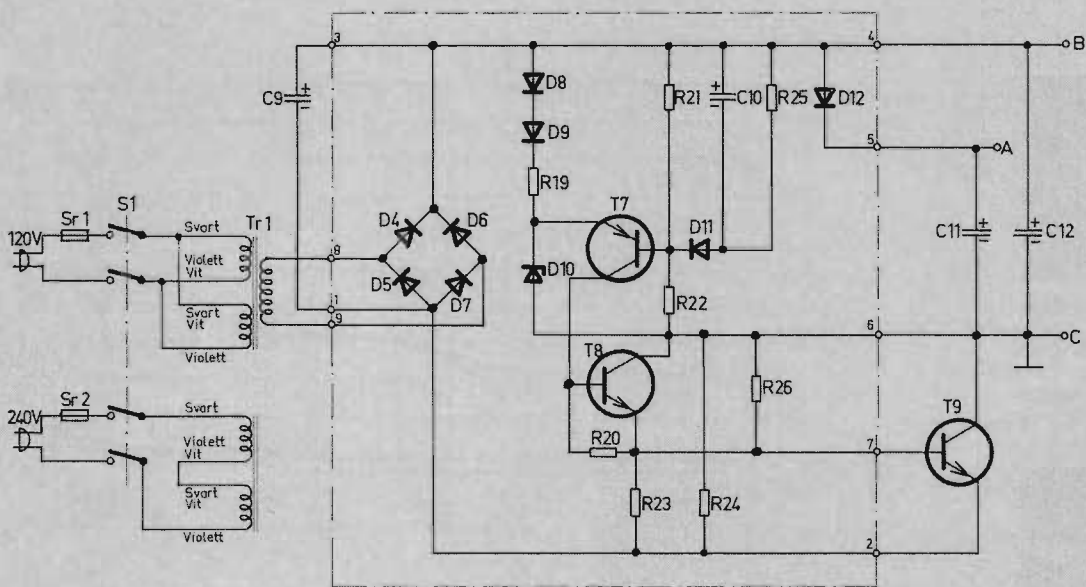 3
4
B
C9
+
D8
R21
+
C10
R25
D12
D9
5
A
R19
T7
S1
D4
D6
D11
C11
+
+
C12
Sr 1
Svart
Tr 1
120V
8
Violett
Vit
D5
D7
D10
R22
1
9
Svart
Vit
6
C
Violett
T8
R26
Sr 2
Svart
T9
240V
Violett
Vit
R20
7
Svart
Vit
R23
R24
Violett
2